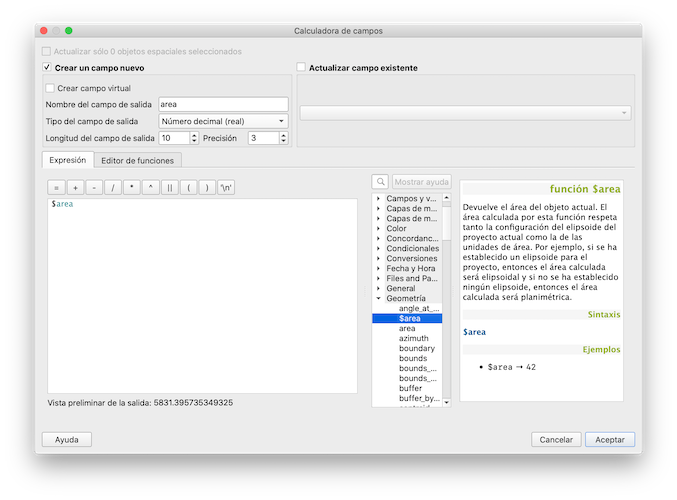 Calculadora de campos
Actualizar sólo 0 objetos espaciales seleccionados
Crear un campo nuevo
Actualizar campo existente
Crear campo virtual
Nombre del campo de salida area
Tipo del campo de salida Número decimal (real)
Longitud del campo de salida 10 Precisión 3
Expresión Editor de funciones
= + - / * ^ || ( ) '\n'
Mostrar ayuda
$area
Campos y v...
Capas de m...
Capas de m...
Color
Concordanc...
Condicionales
Conversiones
Fecha y Hora
Files and Pa...
General
Geometría
angle_at_...
$area
area
azimuth
boundary
bounds
bounds_...
bounds_...
buffer
buffer_by...
función $area
Devuelve el área del objeto actual. El
área calculada por esta función respeta
tanto la configuración del elipsoide del
proyecto actual como la de las
unidades de área. Por ejemplo, si se ha
establecido un elipsoide para el
proyecto, entonces el área calculada
será elipsoidal y si no se ha establecido
ningún elipsoide, entonces el área
calculada será planimétrica.
Sintaxis
$area
Ejemplos
• $area → 42
Vista preliminar de la salida: 5831.395735349325
Ayuda
Cancelar
Aceptar